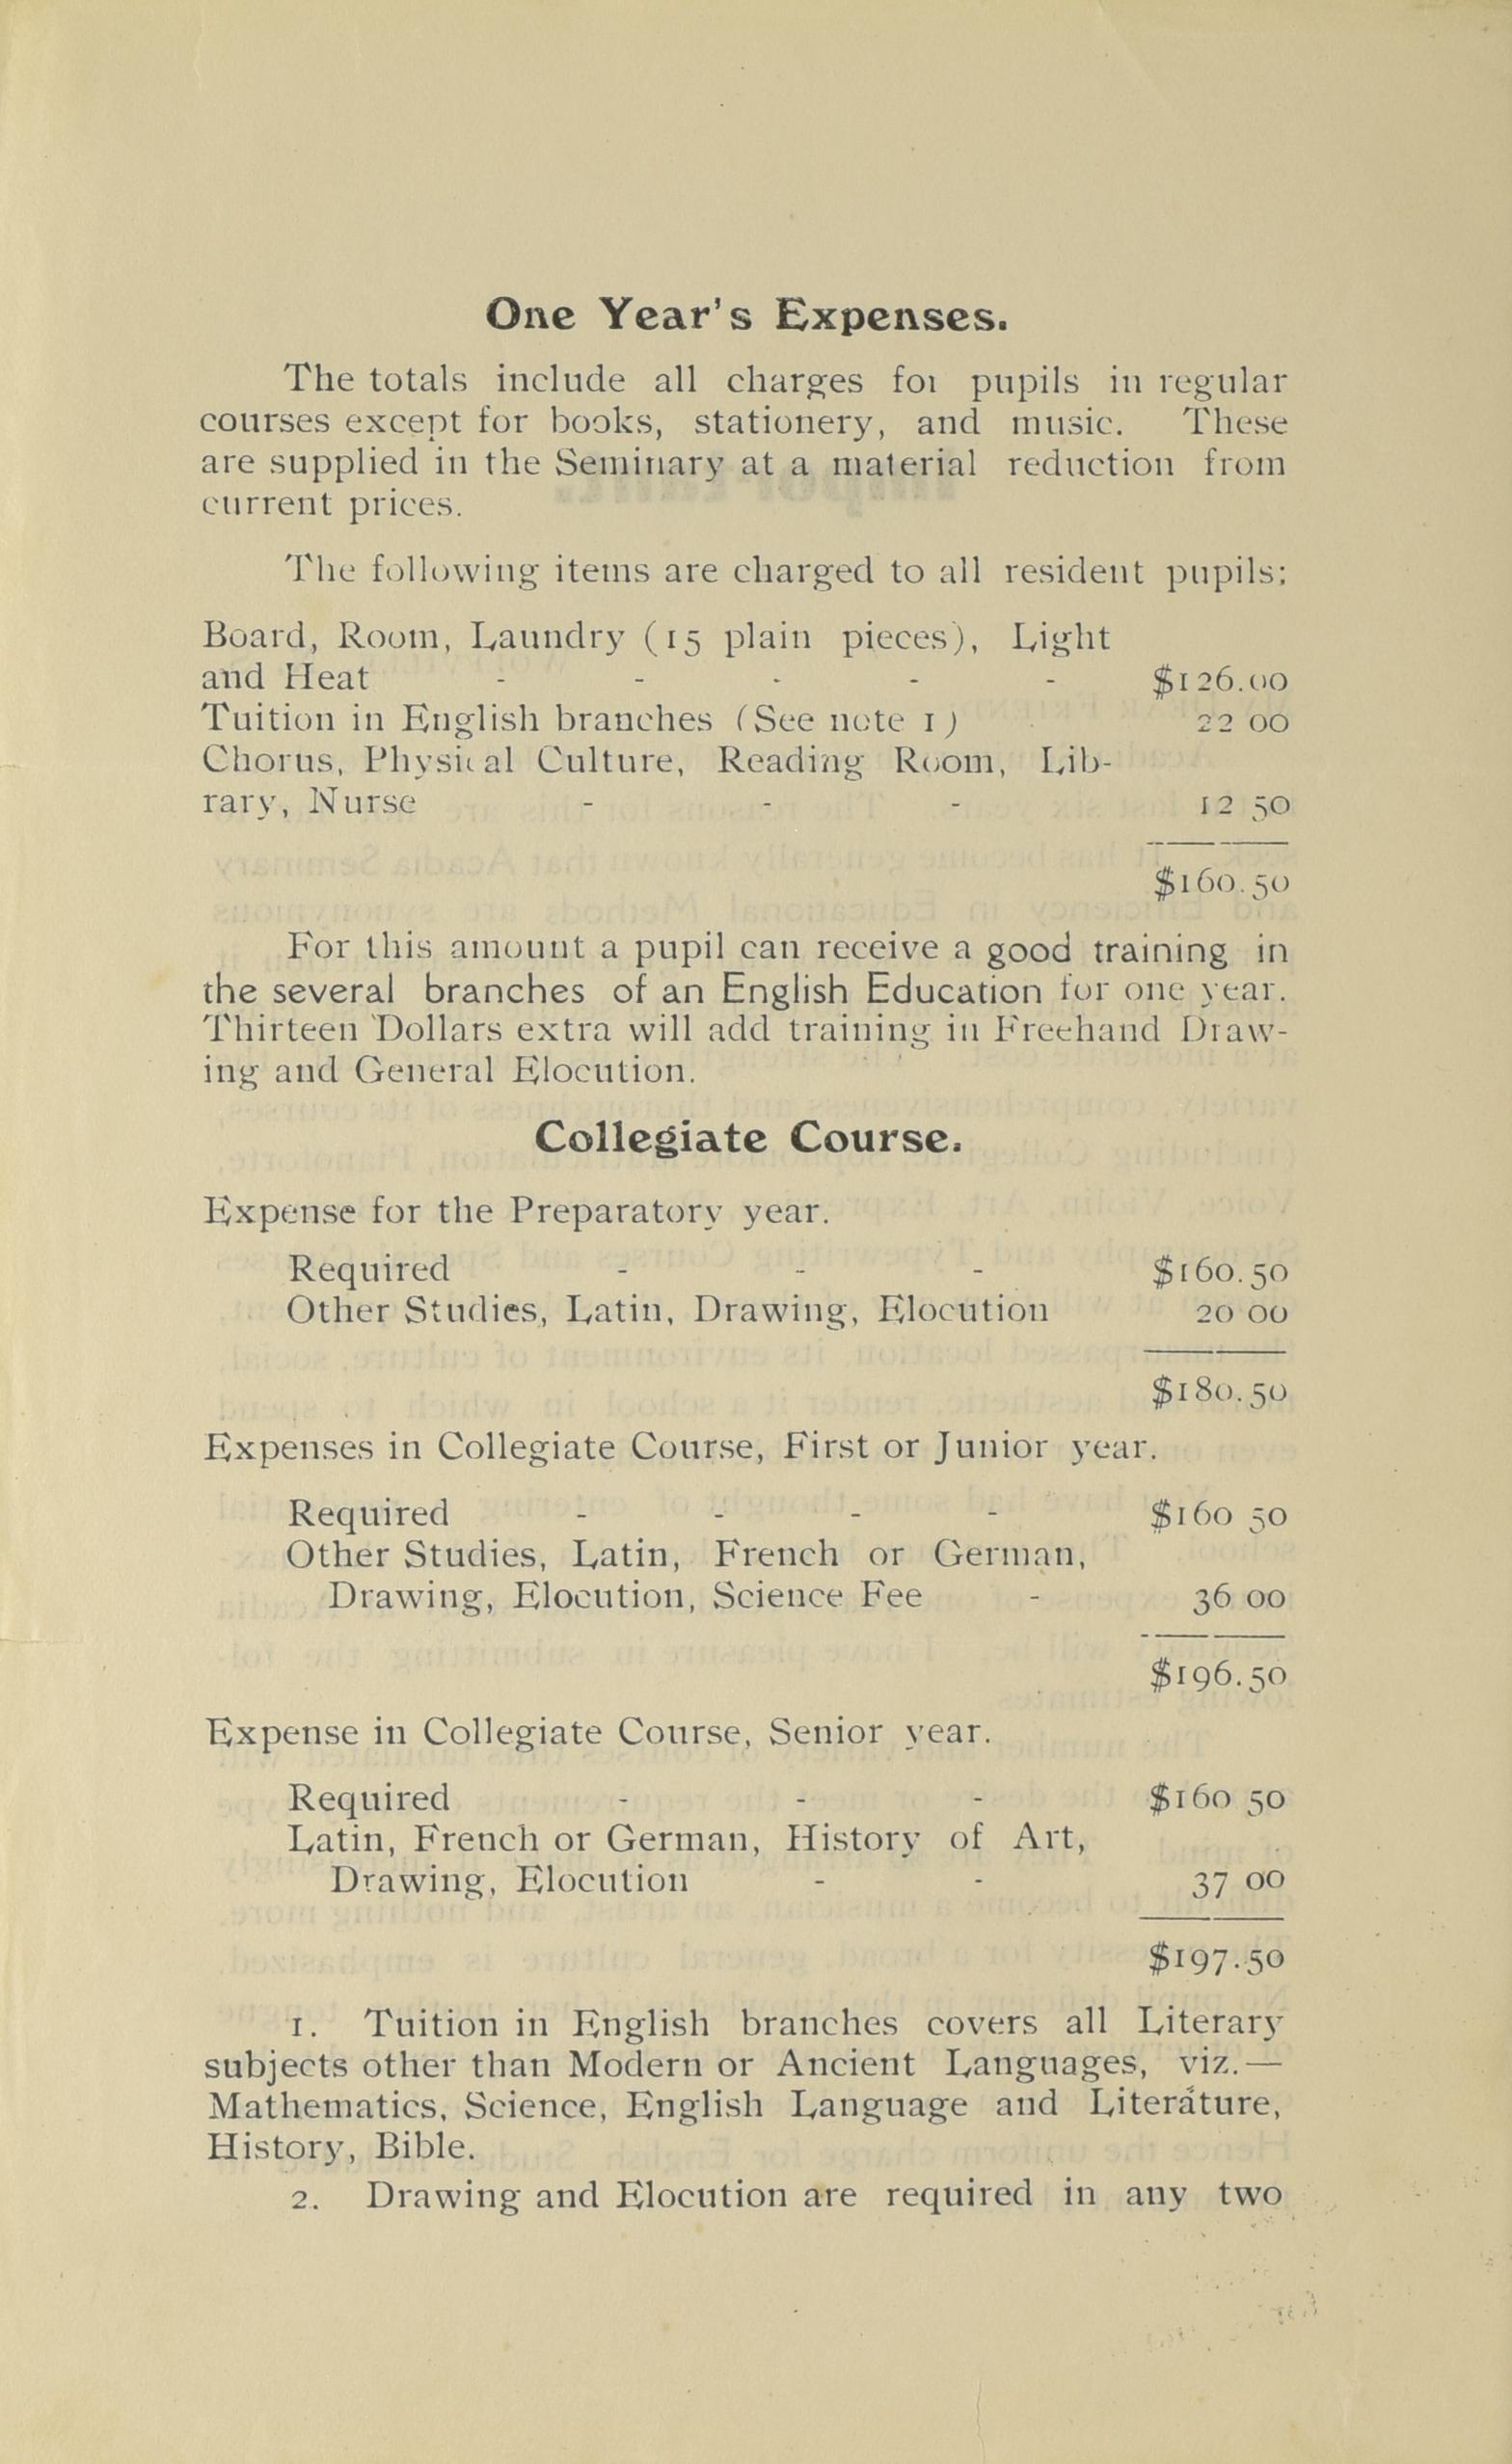 One Year's Expenses.
The totals include all charges for pupils in regular
courses except for books, stationery, and music. These
are supplied in the Seminary at a material reduction from
current prices.
The following items are charged to all resident pupils:
Board, Room, Laundry (15 plain pieces), Light
and Heat - - - - - $126.00
Tuition in English branches (See note 1) 22 00
Chorus, Physical Culture, Reading Room, Lib-
rary, Nurse - - - 12 50
$160.50
For this amount a pupil can receive a good training in
the several branches of an English Education for one year.
Thirteen Dollars extra will add training in Freehand Draw-
ing and General Elocution.
Collegiate Course.
Expense for the Preparatory year.
Required - - - $160.50
Other Studies, Latin, Drawing, Elocution 20 00
$180.50
Expenses in Collegiate Course, First or Junior year.
Required - - - - $160 50
Other Studies, Latin, French or German,
Drawing, Elocution, Science Fee - 36 00
$196.50
Expense in Collegiate Course, Senior year.
Required - - - $160 50
Latin, French or German, History of Art,
Drawing, Elocution - - 37 00
$197.50
1. Tuition in English branches covers all Literary
subjects other than Modern or Ancient Languages, viz.—
Mathematics, Science, English Language and Literature,
History, Bible.
2. Drawing and Elocution are required in any two